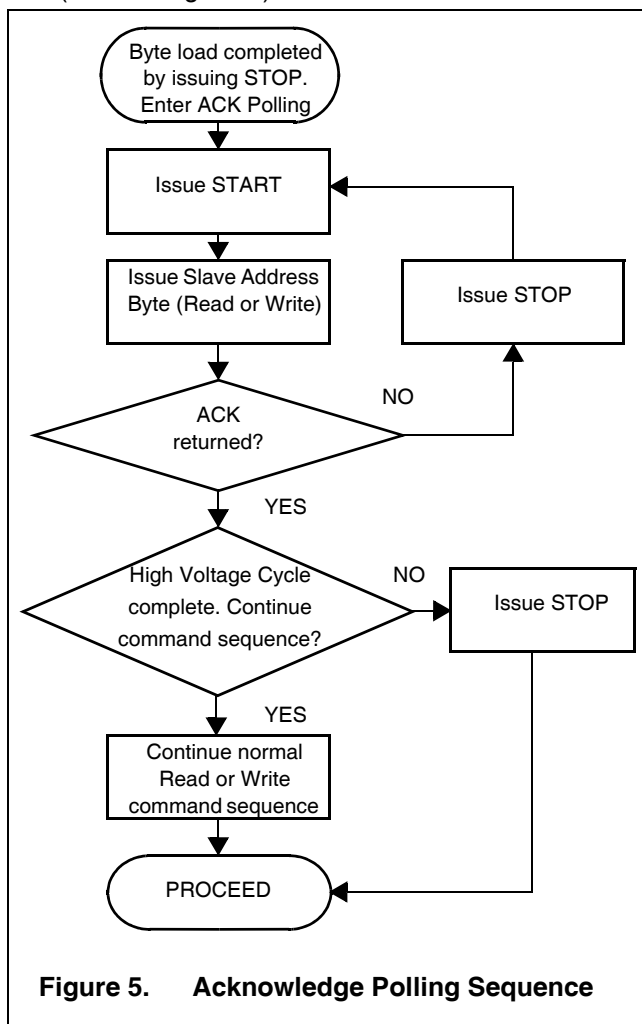 Byte load completed
by issuing STOP.
Enter ACK Polling
Issue START
Issue Slave Address
Byte (Read or Write)
Issue STOP
ACK
returned?
NO
YES
High Voltage Cycle
complete. Continue
command sequence?
NO
Issue STOP
YES
Continue normal
Read or Write
command sequence
PROCEED
Figure 5. Acknowledge Polling Sequence